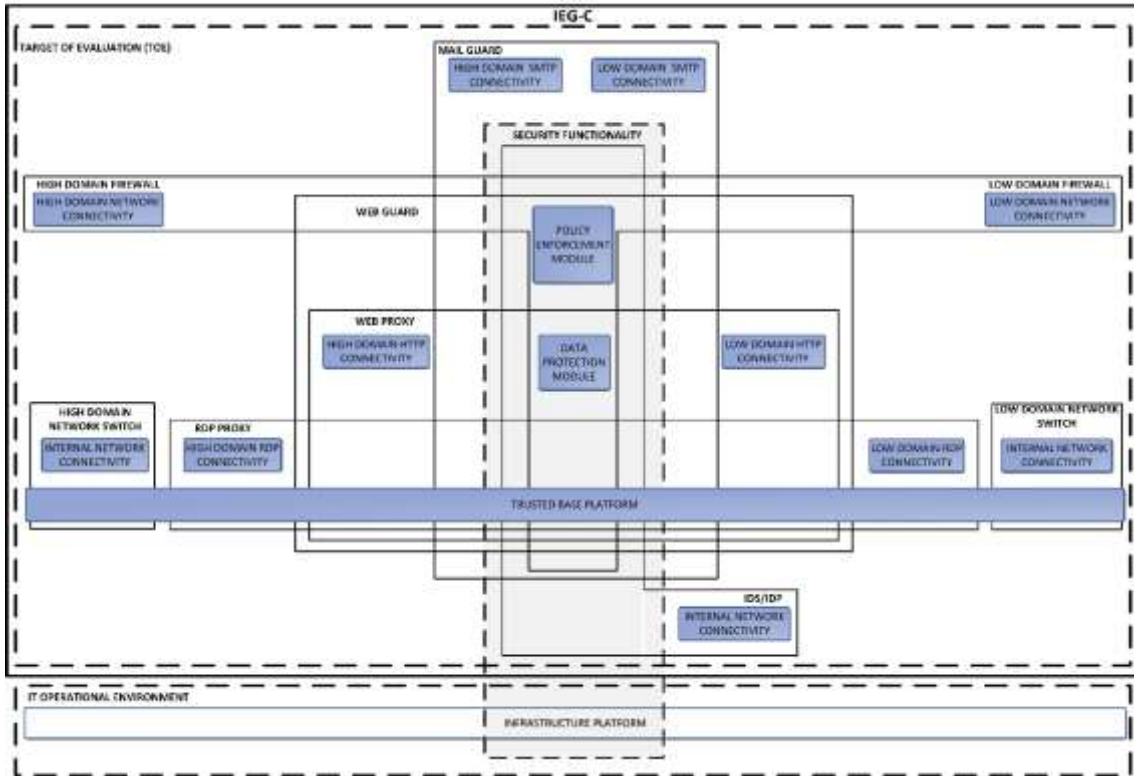 IEG-C
TARGET OF EVALUATION (TOE)
MAIL GUARD
HIGH DOMAIN SMTP
CONNECTIVITY
LOW DOMAIN SMTP
CONNECTIVITY
SECURITY FUNCTIONALITY
HIGH DOMAIN FIREWALL
HIGH DOMAIN NETWORK
CONNECTIVITY
LOW DOMAIN FIREWALL
LOW DOMAIN NETWORK
CONNECTIVITY
WEB GUARD
POLICY
ENFORCEMENT
MODULE
WEB PROXY
HIGH DOMAIN HTTP
CONNECTIVITY
DATA
PROTECTION
MODULE
LOW DOMAIN HTTP
CONNECTIVITY
HIGH DOMAIN
NETWORK SWITCH
INTERNAL NETWORK
CONNECTIVITY
RDP PROXY
HIGH DOMAIN RDP
CONNECTIVITY
LOW DOMAIN RDP
CONNECTIVITY
LOW DOMAIN NETWORK
SWITCH
INTERNAL NETWORK
CONNECTIVITY
TRUSTED BASE PLATFORM
IDS/IDP
INTERNAL NETWORK
CONNECTIVITY
IT OPERATIONAL ENVIRONMENT
INFRASTRUCTURE PLATFORM